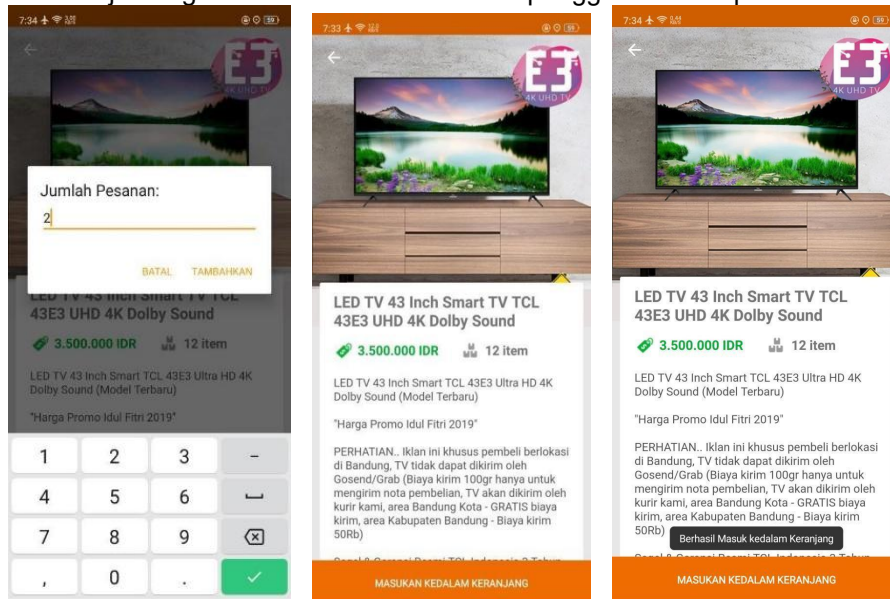 7:34
59
E3
4K UHD TV
Jumlah Pesanan:
2
BATAL TAMBAHKAN
LED TV 43 Inch Smart TV TCL
43E3 UHD 4K Dolby Sound
3.500.000 IDR 12 item
LED TV 43 Inch Smart TCL 43E3 Ultra HD 4K
Dolby Sound (Model Terbaru)
"Harga Promo Idul Fitri 2019"
1 2 3 -
4 5 6
7 8 9
, 0 .
7:33
59
E3
4K UHD TV
LED TV 43 Inch Smart TV TCL
43E3 UHD 4K Dolby Sound
3.500.000 IDR 12 item
LED TV 43 Inch Smart TCL 43E3 Ultra HD 4K
Dolby Sound (Model Terbaru)
"Harga Promo Idul Fitri 2019"
PERHATIAN.. Iklan ini khusus pembeli berlokasi
di Bandung, TV tidak dapat dikirim oleh
Gosend/Grab (Biaya kirim 100gr hanya untuk
mengirim nota pembelian, TV akan dikirim oleh
kurir kami, area Bandung Kota - GRATIS biaya
kirim, area Kabupaten Bandung - Biaya kirim
50Rb)
MASUKAN KEDALAM KERANJANG
7:34
59
E3
4K UHD TV
LED TV 43 Inch Smart TV TCL
43E3 UHD 4K Dolby Sound
3.500.000 IDR 12 item
LED TV 43 Inch Smart TCL 43E3 Ultra HD 4K
Dolby Sound (Model Terbaru)
"Harga Promo Idul Fitri 2019"
PERHATIAN.. Iklan ini khusus pembeli berlokasi
di Bandung, TV tidak dapat dikirim oleh
Gosend/Grab (Biaya kirim 100gr hanya untuk
mengirim nota pembelian, TV akan dikirim oleh
kurir kami, area Bandung Kota - GRATIS biaya
kirim, area Kabupaten Bandung - Biaya kirim
50Rb)
Berhasil Masuk kedalam Keranjang
MASUKAN KEDALAM KERANJANG